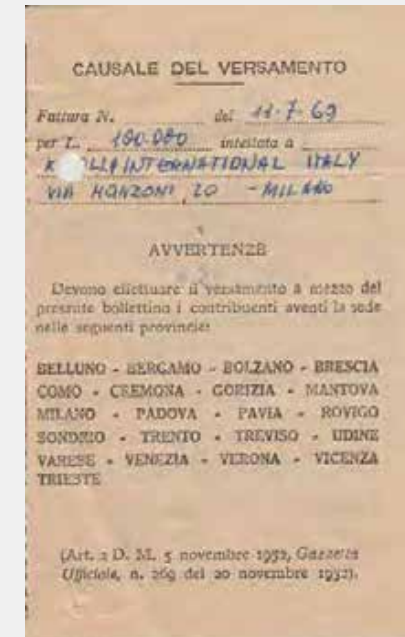 CAUSALE DEL VERSAMENTO
Fattura N. del 11-7-69
per L. 100.000 intestata a
K LL INTERNATIONAL ITALY
VIA MANZONI, 20 - MILANO
AVVERTENZE
Devono effettuare il versamento a mezzo del
presente bollettino i contribuenti aventi la sede
nelle seguenti provincie:
BELLUNO - BERGAMO - BOLZANO - BRESCIA
COMO - CREMONA - GORIZIA - MANTOVA
MILANO - PADOVA - PAVIA - ROVIGO
SONDRIO - TRENTO - TREVISO - UDINE
VARESE - VENEZIA - VERONA - VICENZA
TRIESTE
(Art. 2 D. M. 5 novembre 1952, Gazzetta
Ufficiale, n. 269 del 20 novembre 1952).